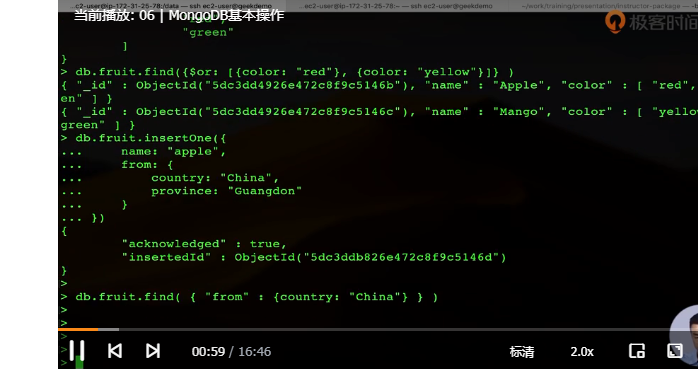 ..c2-user@ip-172-31-25-78:/data — ssh ec2-user@geekdemo ...ec2-user@ip-172-31-25-78:~ — ssh ec2-user@geekdemo ~/work/training/presentation/instructor-package — -ba
当前播放: 06 | MongoDB基本操作
极客时间
"green"
]
}
> db.fruit.find({$or: [{color: "red"}, {color: "yellow"}]} )
{ "_id" : ObjectId("5dc3dd4926e472c8f9c5146b"), "name" : "Apple", "color" : [ "red",
en" ] }
{ "_id" : ObjectId("5dc3dd4926e472c8f9c5146c"), "name" : "Mango", "color" : [ "yello
green" ] }
> db.fruit.insertOne({
... name: "apple",
... from: {
... country: "China",
... province: "Guangdon"
... }
... })
{
"acknowledged" : true,
"insertedId" : ObjectId("5dc3ddb826e472c8f9c5146d")
}
>
> db.fruit.find( { "from" : {country: "China"} } )
>
>
>
>
00:59 / 16:46 标清 2.0x